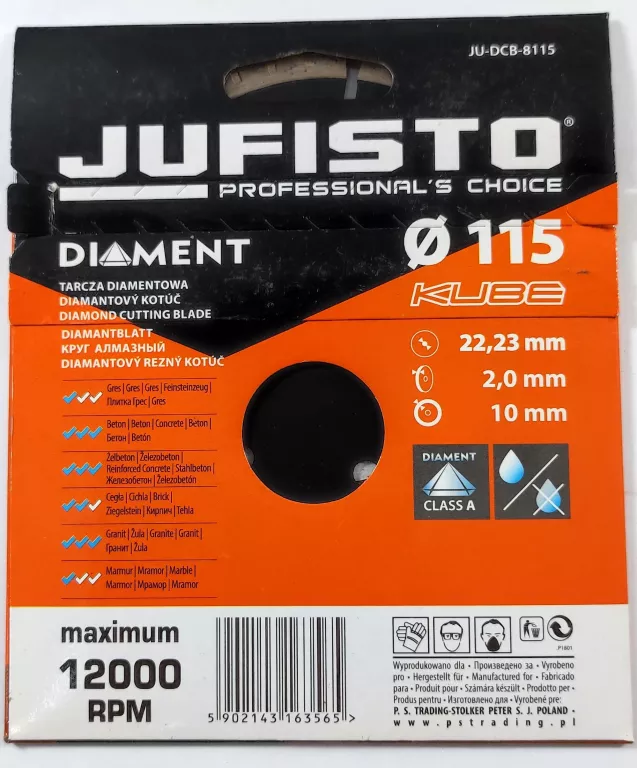 JU-DCB-8115
JUFISTO®
PROFESSIONAL'S CHOICE
DIAMENT
Ø 115
TARCZA DIAMENTOWA
DIAMANTOVÝ KOTÚČ
DIAMOND CUTTING BLADE
DIAMANTBLATT
КРУГ АЛМАЗНЫЙ
DIAMANTOVÝ REZNÝ KOTÚČ
KUBE
22,23 mm
2,0 mm
10 mm
Gres | Gres | Gres | Feinsteinzeug |
Плитка Грес | Gres
Beton | Beton | Concrete | Beton |
Бетон | Betón
Żelbeton | Železobeton |
Reinforced Concrete | Stahlbeton |
Железобетон | Železobetón
Cegła | Cichla | Brick |
Ziegelstein | Кирпич | Tehla
Granit | Žula | Granite | Granit |
Гранит | Žula
Marmur | Mramor | Marble |
Marmor | Мрамор | Mramor
DIAMENT
CLASS A
maximum
12000
RPM
5 902143 163565 >
P1801
Wyprodukowano dla • Произведено за • Vyrobeno
pro • Hergestellt für • Manufactured for • Fabricado
para • Produit pour • Számára készült • Prodotto per •
Produs pentru • Изготовлено для • Vyrobené pre:
P. S. TRADING-STOLKER PETER S. J. POLAND •
www.pstrading.pl